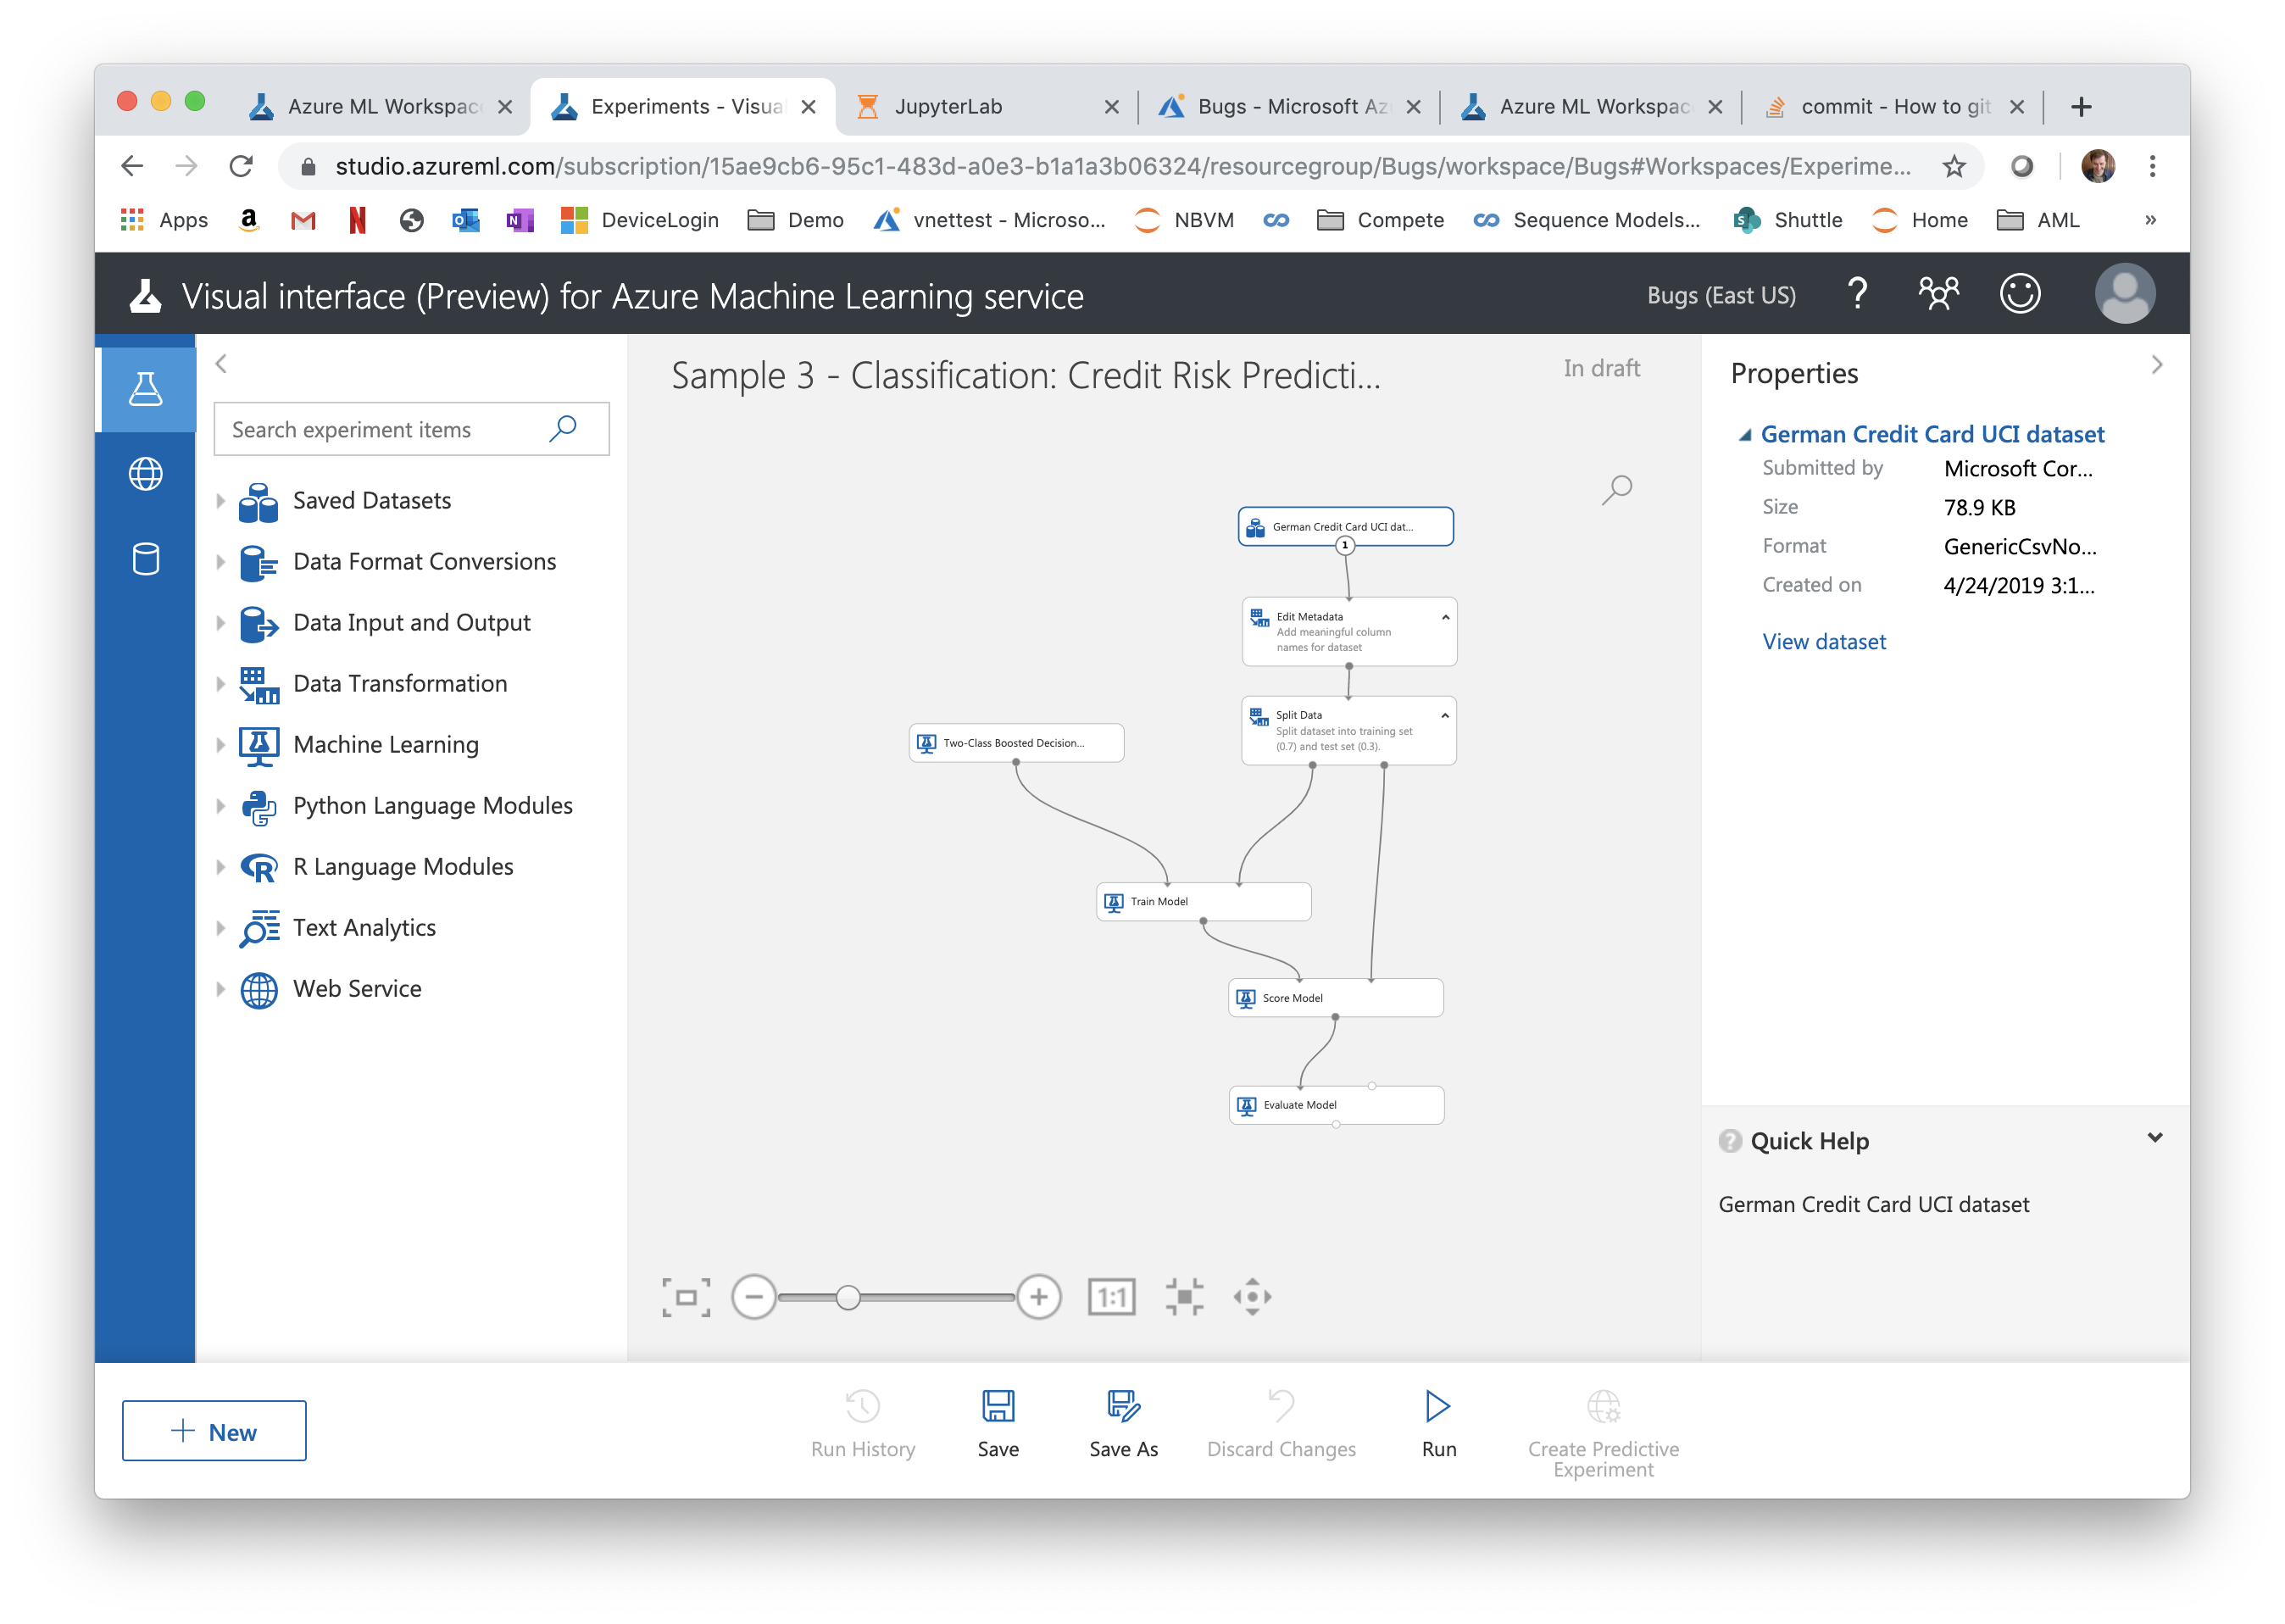 Azure ML Workspac
Experiments - Visua
JupyterLab
Bugs - Microsoft Az
Azure ML Workspac
commit - How to git
studio.azureml.com/subscription/15ae9cb6-95c1-483d-a0e3-b1a1a3b06324/resourcegroup/Bugs/workspace/Bugs#Workspaces/Experime...
Apps
DeviceLogin
Demo
vnettest - Microso...
NBVM
Compete
Sequence Models...
Shuttle
Home
AML
»
Visual interface (Preview) for Azure Machine Learning service
Bugs (East US)
Search experiment items
Saved Datasets
Data Format Conversions
Data Input and Output
Data Transformation
Machine Learning
Python Language Modules
R Language Modules
Text Analytics
Web Service
Sample 3 - Classification: Credit Risk Predicti...
In draft
German Credit Card UCI dat...
1
Edit Metadata
Add meaningful column
names for dataset
Split Data
Split dataset into training set
(0.7) and test set (0.3).
Two-Class Boosted Decision...
Train Model
Score Model
Evaluate Model
1:1
Properties
German Credit Card UCI dataset
Submitted by Microsoft Cor...
Size 78.9 KB
Format GenericCsvNo...
Created on 4/24/2019 3:1...
View dataset
Quick Help
German Credit Card UCI dataset
New
Run History
Save
Save As
Discard Changes
Run
Create Predictive
Experiment